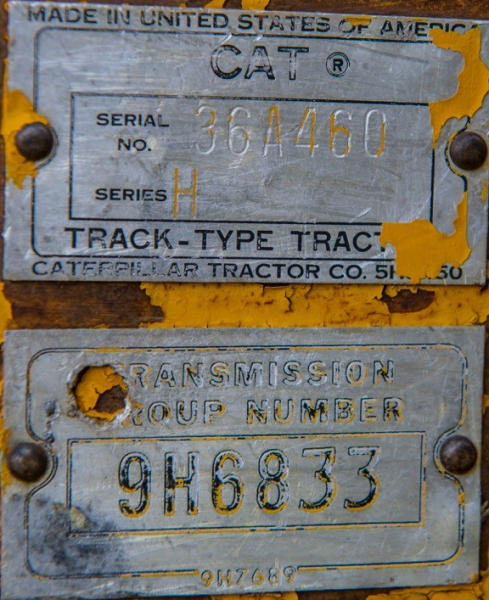 MADE IN UNITED STATES OF AMERICA
CAT ®
SERIAL NO. 36A460
SERIES H
TRACK-TYPE TRACT
CATERPILLAR TRACTOR CO.
RANSMISSION
OUP NUMBER
9H6833
9H7689